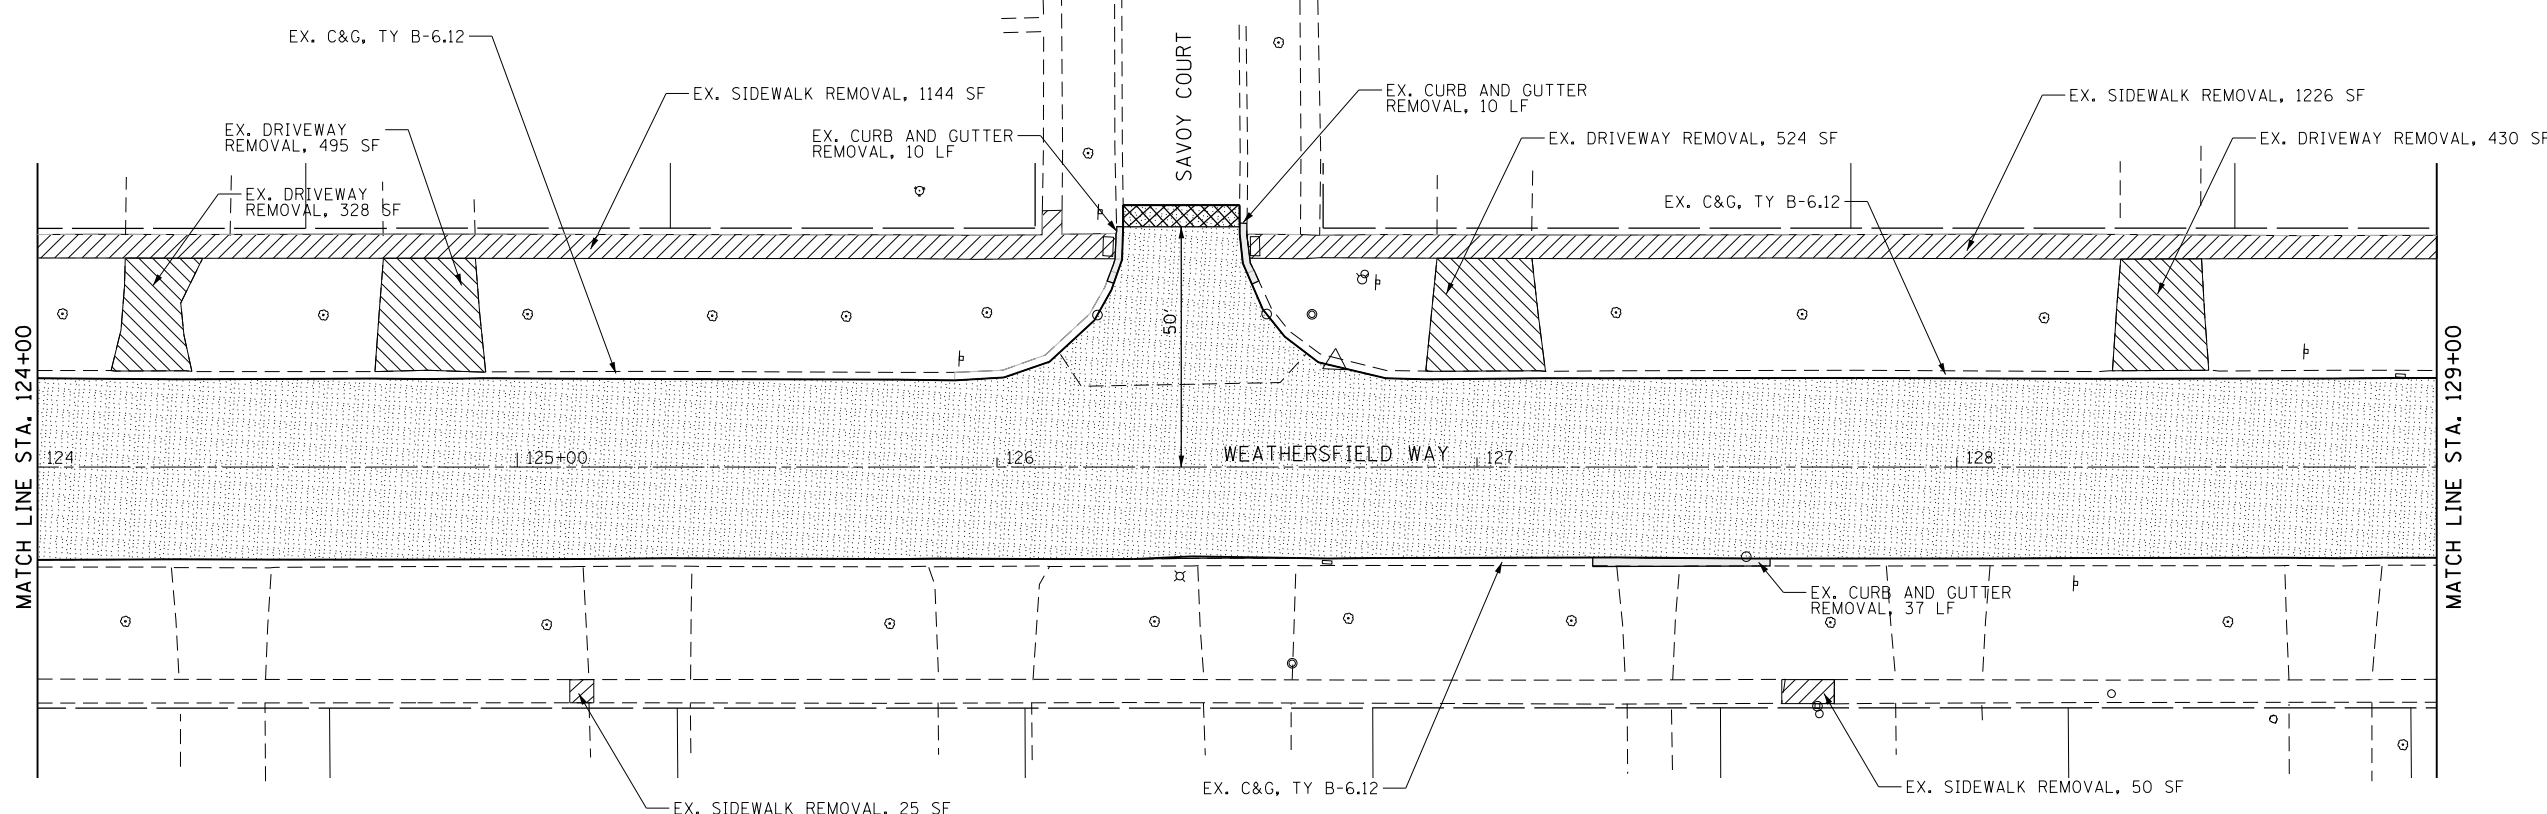 EX. C&G, TY B-6.12
EX. SIDEWALK REMOVAL, 1144 SF
EX. DRIVEWAY
REMOVAL, 495 SF
EX. DRIVEWAY
REMOVAL, 328 SF
EX. CURB AND GUTTER
REMOVAL, 10 LF
SAVOY COURT
EX. CURB AND GUTTER
REMOVAL, 10 LF
EX. DRIVEWAY REMOVAL, 524 SF
EX. C&G, TY B-6.12
EX. SIDEWALK REMOVAL, 1226 SF
EX. DRIVEWAY REMOVAL, 430 SF
50'
MATCH LINE STA. 124+00
124
125+00
126
WEATHERSFIELD WAY
127
128
MATCH LINE STA. 129+00
EX. CURB AND GUTTER
REMOVAL, 37 LF
EX. SIDEWALK REMOVAL, 25 SF
EX. C&G, TY B-6.12
EX. SIDEWALK REMOVAL, 50 SF